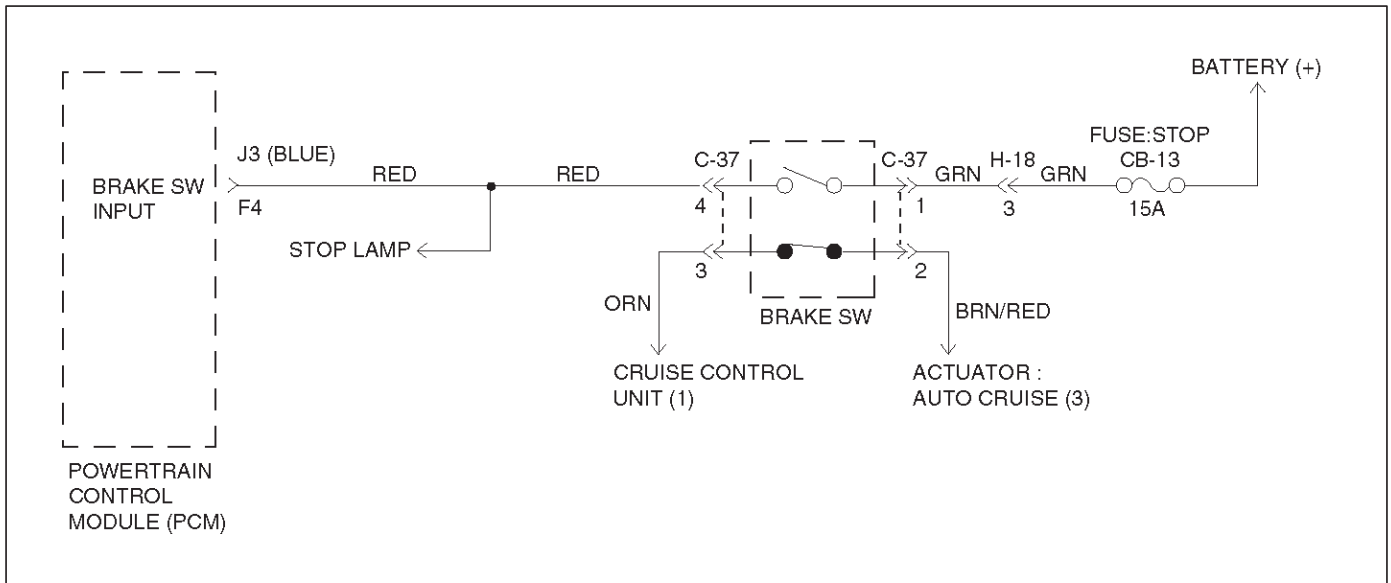 BATTERY (+)
FUSE:STOP
J3 (BLUE)
C-37
C-37
H-18
CB-13
RED
RED
GRN
GRN
BRAKE SW
INPUT
F4
4
1
3
15A
STOP LAMP
3
2
ORN
BRAKE SW
BRN/RED
CRUISE CONTROL
UNIT (1)
ACTUATOR :
AUTO CRUISE (3)
POWERTRAIN
CONTROL
MODULE (PCM)